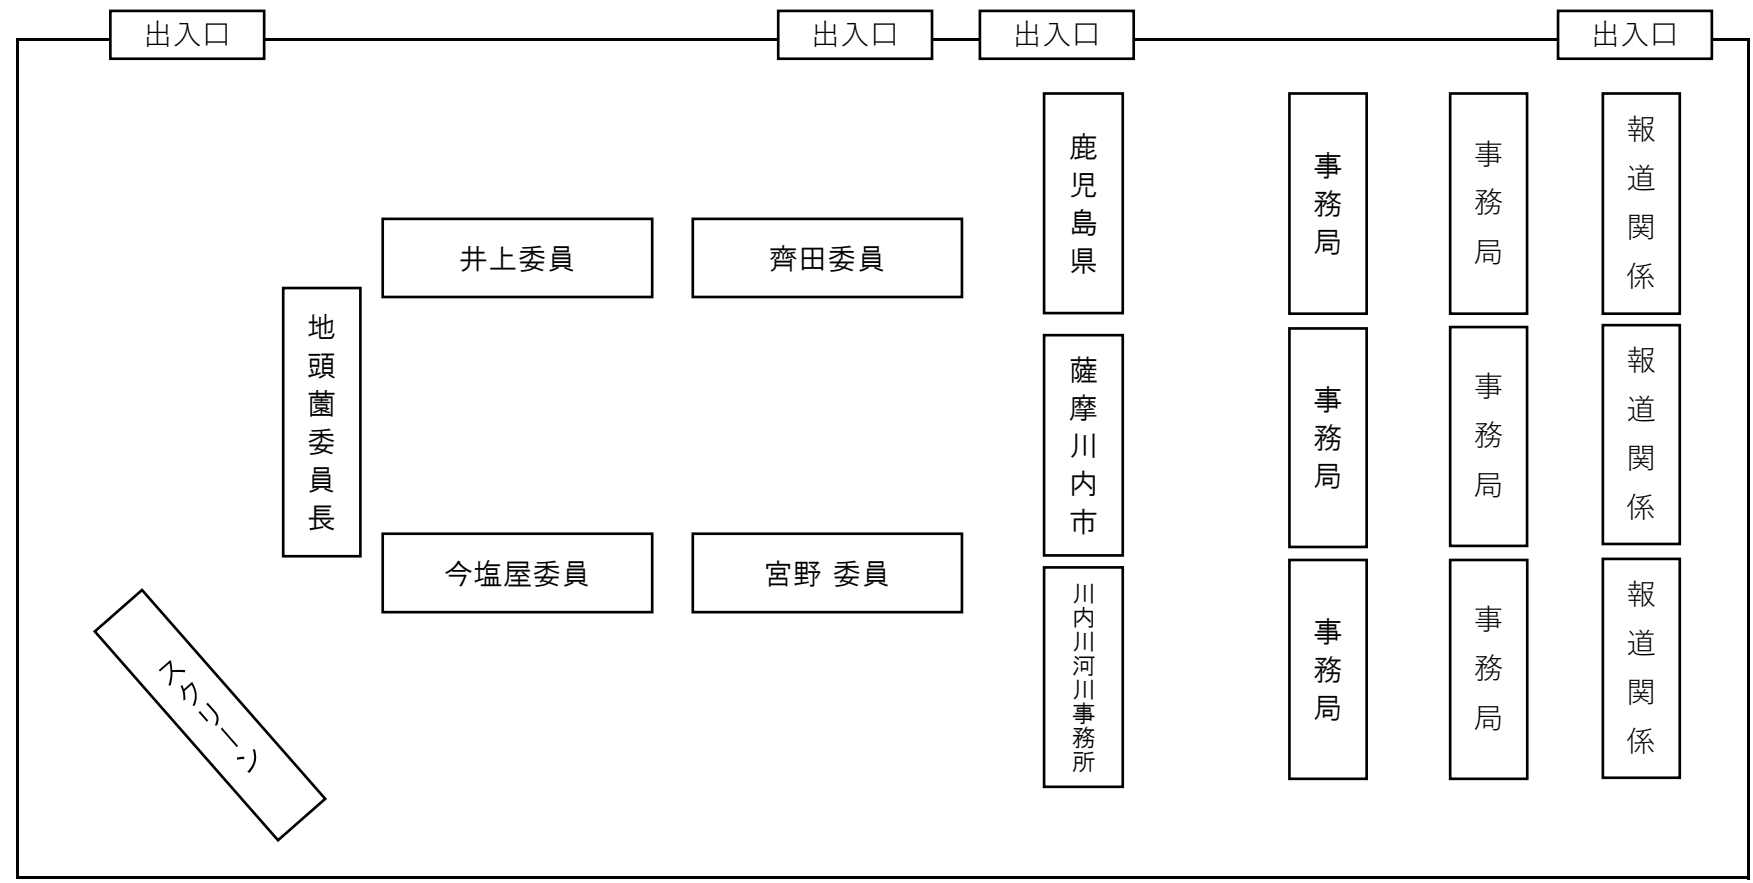 出入口
出入口
出入口
出入口
井上委員
齊田委員
地頭薗委員長
今塩屋委員
宮野 委員
スクリーン
鹿児島県
薩摩川内市
川内川河川事務所
事務局
事務局
事務局
事務局
事務局
事務局
報道関係
報道関係
報道関係